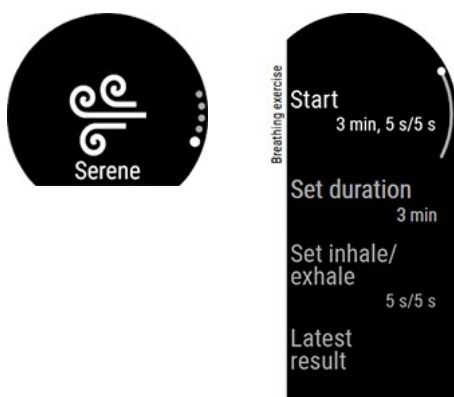 Serene
Breathing exercise
Start
3 min, 5 s/5 s
Set duration
3 min
Set inhale/
exhale
5 s/5 s
Latest
result